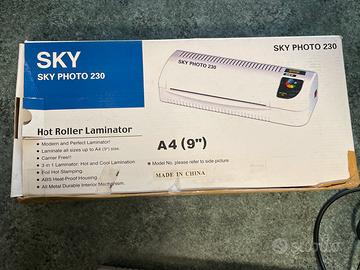 SKY
SKY PHOTO 230
SKY PHOTO 230
SKY PHOTO 230
Hot Roller Laminator
A4 (9")
• Modern and Perfect Laminator!
• Laminate all sizes up to A4 (9") size.
• Carrier Free!!
• 3 in 1 Laminator: Hot and Cool Lamination
• Foil Hot Stamping.
• ABS Heat-Proof Housing
• All Metal Durable Interior Mechanism.
• Model No. please refer to side picture
MADE IN CHINA
subito